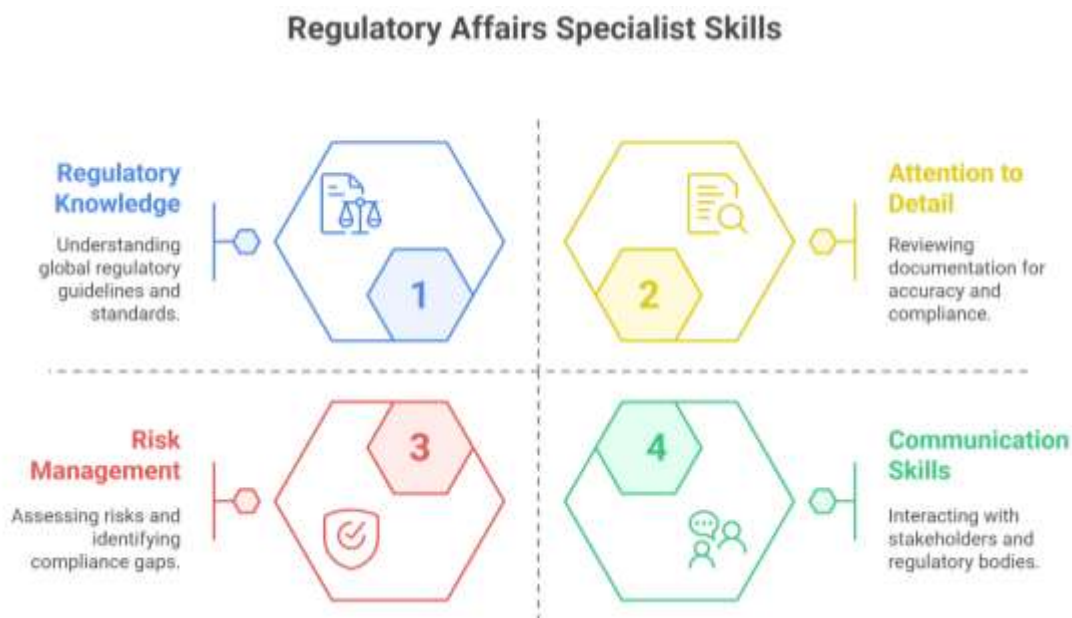 Regulatory Affairs Specialist Skills
Regulatory
Knowledge
Understanding
global regulatory
guidelines and
standards.
1
2
Attention to
Detail
Reviewing
documentation for
accuracy and
compliance.
Risk
Management
Assessing risks and
identifying
compliance gaps.
3
4
Communication
Skills
Interacting with
stakeholders and
regulatory bodies.